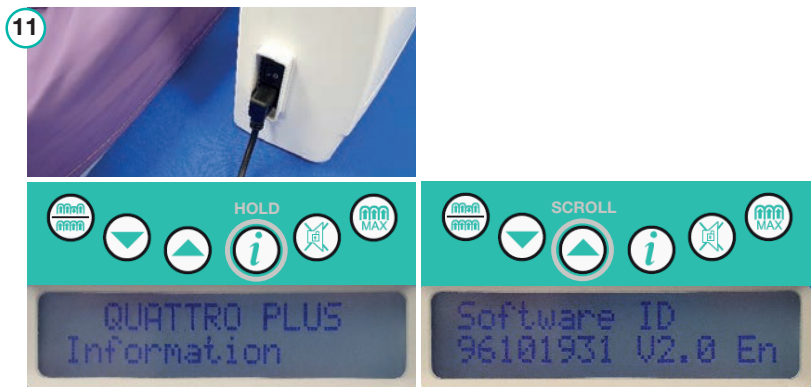 11
HOLD
i
MAX
QUATTRO PLUS
Information
SCROLL
i
MAX
Software ID
96101931 V2.0 En